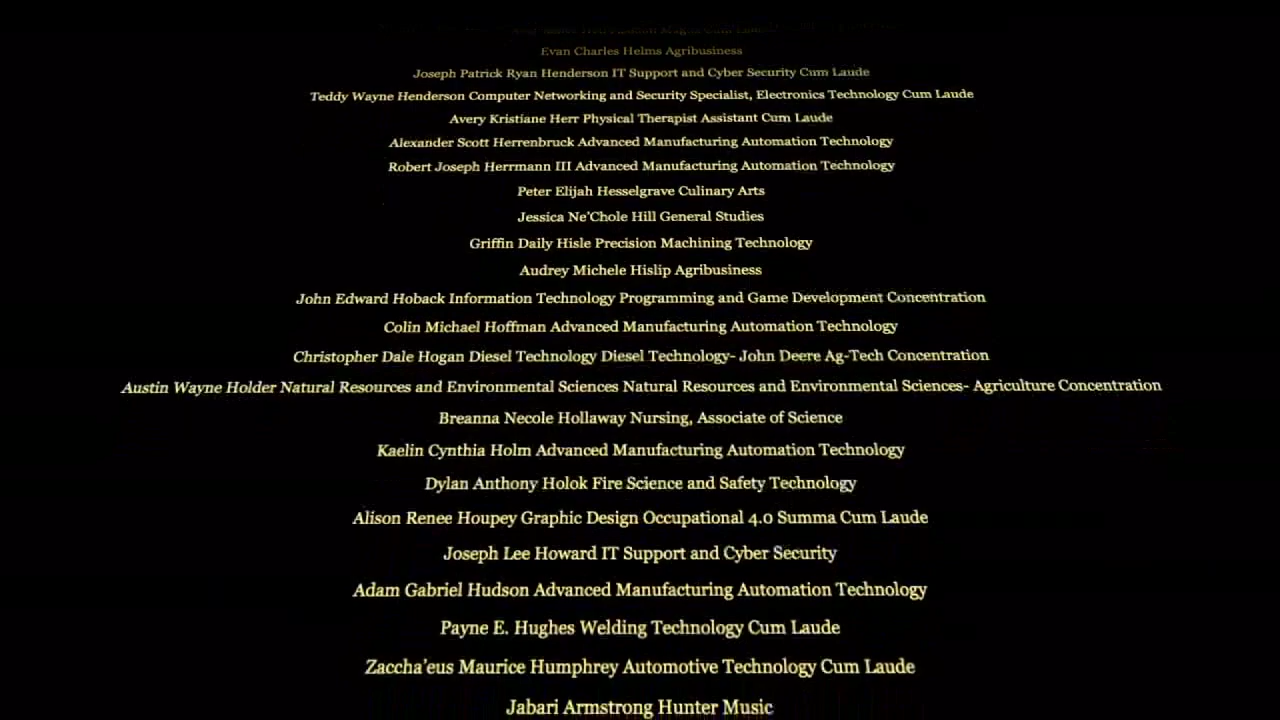 Evan Charles Helms Agribusiness
Joseph Patrick Ryan Henderson IT Support and Cyber Security Cum Laude
Teddy Wayne Henderson Computer Networking and Security Specialist, Electronics Technology Cum Laude
Avery Kristiane Herr Physical Therapist Assistant Cum Laude
Alexander Scott Herrenbruck Advanced Manufacturing Automation Technology
Robert Joseph Herrmann III Advanced Manufacturing Automation Technology
Peter Elijah Hesselgrave Culinary Arts
Jessica Ne'Chole Hill General Studies
Griffin Daily Hisle Precision Machining Technology
Audrey Michele Hislip Agribusiness
John Edward Hoback Information Technology Programming and Game Development Concentration
Colin Michael Hoffman Advanced Manufacturing Automation Technology
Christopher Dale Hogan Diesel Technology Diesel Technology- John Deere Ag-Tech Concentration
Austin Wayne Holder Natural Resources and Environmental Sciences Natural Resources and Environmental Sciences- Agriculture Concentration
Breanna Necole Hollaway Nursing, Associate of Science
Kaelin Cynthia Holm Advanced Manufacturing Automation Technology
Dylan Anthony Holok Fire Science and Safety Technology
Alison Renee Houpey Graphic Design Occupational 4.0 Summa Cum Laude
Joseph Lee Howard IT Support and Cyber Security
Adam Gabriel Hudson Advanced Manufacturing Automation Technology
Payne E. Hughes Welding Technology Cum Laude
Zaccha'eus Maurice Humphrey Automotive Technology Cum Laude
Jabari Armstrong Hunter Music